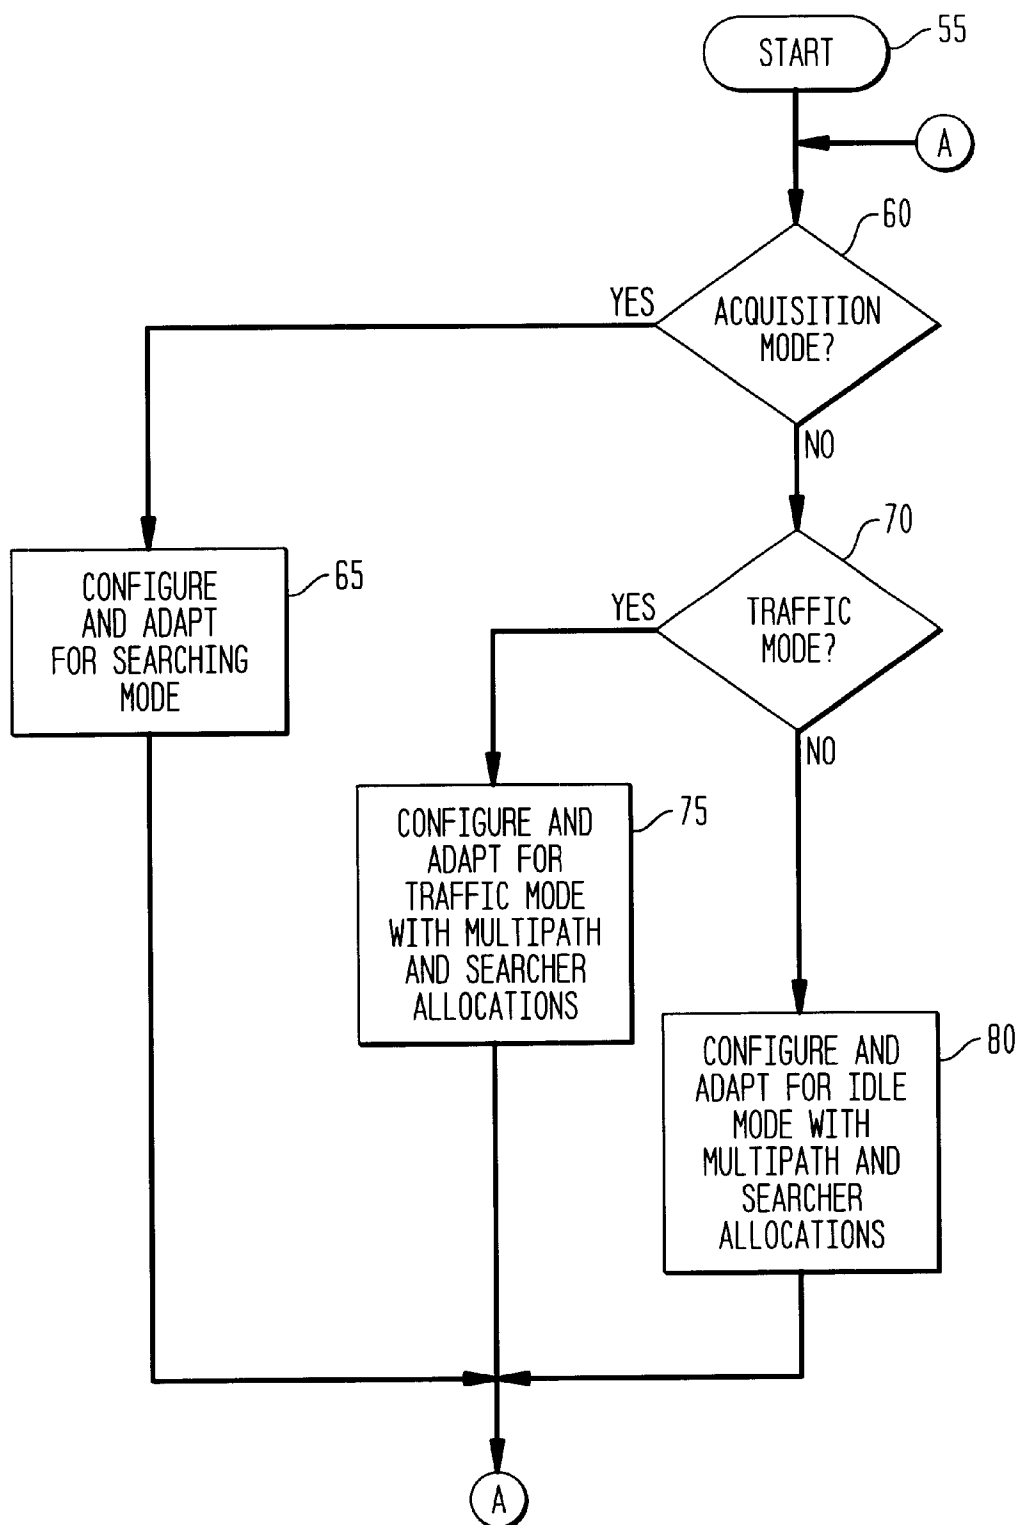 START
55
A
60
YES
ACQUISITION
MODE?
NO
70
YES
TRAFFIC
MODE?
NO
CONFIGURE
AND ADAPT
FOR SEARCHING
MODE
65
CONFIGURE AND
ADAPT FOR
TRAFFIC MODE
WITH MULTIPATH
AND SEARCHER
ALLOCATIONS
75
CONFIGURE AND
ADAPT FOR IDLE
MODE WITH
MULTIPATH AND
SEARCHER
ALLOCATIONS
80
A